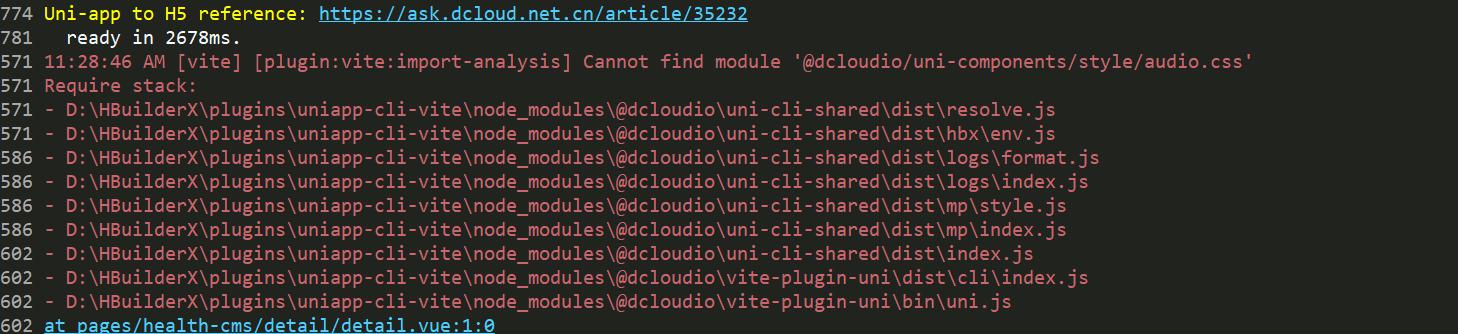 774 Uni-app to H5 reference: https://ask.dcloud.net.cn/article/35232
781   ready in 2678ms.
571 11:28:46 AM [vite] [plugin:vite:import-analysis] Cannot find module '@dcloudio/uni-components/style/audio.css'
571 Require stack:
571 - D:\HBuilderX\plugins\uniapp-cli-vite\node_modules\@dcloudio\uni-cli-shared\dist\resolve.js
571 - D:\HBuilderX\plugins\uniapp-cli-vite\node_modules\@dcloudio\uni-cli-shared\dist\hbx\env.js
586 - D:\HBuilderX\plugins\uniapp-cli-vite\node_modules\@dcloudio\uni-cli-shared\dist\logs\format.js
586 - D:\HBuilderX\plugins\uniapp-cli-vite\node_modules\@dcloudio\uni-cli-shared\dist\logs\index.js
586 - D:\HBuilderX\plugins\uniapp-cli-vite\node_modules\@dcloudio\uni-cli-shared\dist\mp\style.js
586 - D:\HBuilderX\plugins\uniapp-cli-vite\node_modules\@dcloudio\uni-cli-shared\dist\mp\index.js
602 - D:\HBuilderX\plugins\uniapp-cli-vite\node_modules\@dcloudio\uni-cli-shared\dist\index.js
602 - D:\HBuilderX\plugins\uniapp-cli-vite\node_modules\@dcloudio\vite-plugin-uni\dist\cli\index.js
602 - D:\HBuilderX\plugins\uniapp-cli-vite\node_modules\@dcloudio\vite-plugin-uni\bin\uni.js
602 at pages/health-cms/detail/detail.vue:1:0